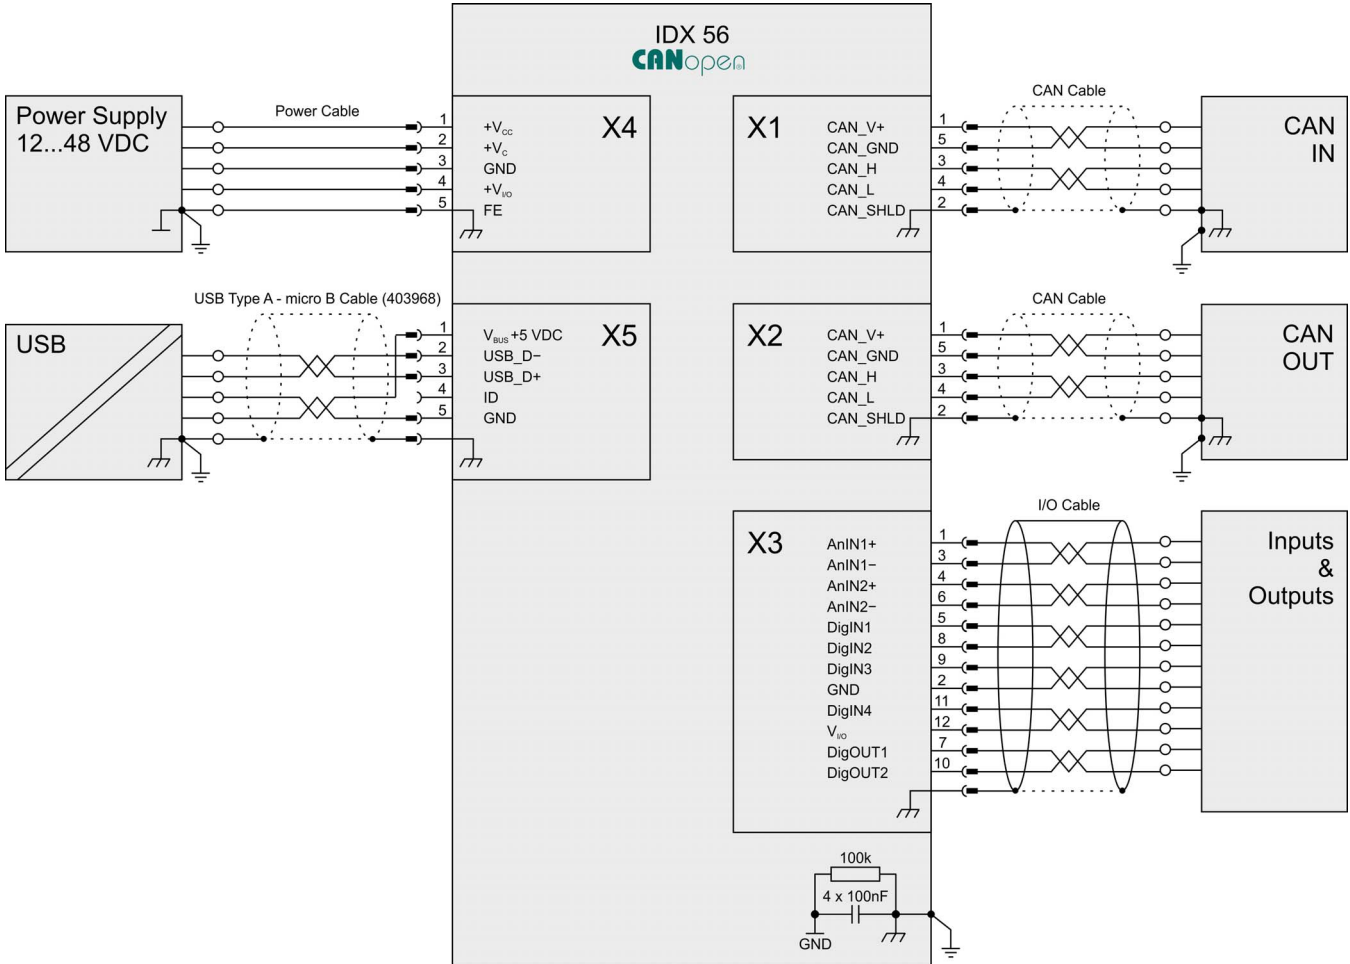 IDX 56
CANopen®
Power Supply
12...48 VDC
Power Cable
1
2
3
4
5
+Vcc
+Vc
GND
+VI/O
FE
X4
X1
CAN_V+
CAN_GND
CAN_H
CAN_L
CAN_SHLD
1
5
3
4
2
CAN Cable
CAN
IN
USB
USB Type A - micro B Cable (403968)
1
2
3
4
5
VBUS +5 VDC
USB_D−
USB_D+
ID
GND
X5
X2
CAN_V+
CAN_GND
CAN_H
CAN_L
CAN_SHLD
1
5
3
4
2
CAN Cable
CAN
OUT
X3
AnIN1+
AnIN1−
AnIN2+
AnIN2−
DigIN1
DigIN2
DigIN3
GND
DigIN4
VI/O
DigOUT1
DigOUT2
1
3
4
6
5
8
9
2
11
12
7
10
I/O Cable
Inputs
&
Outputs
100k
4 x 100nF
GND